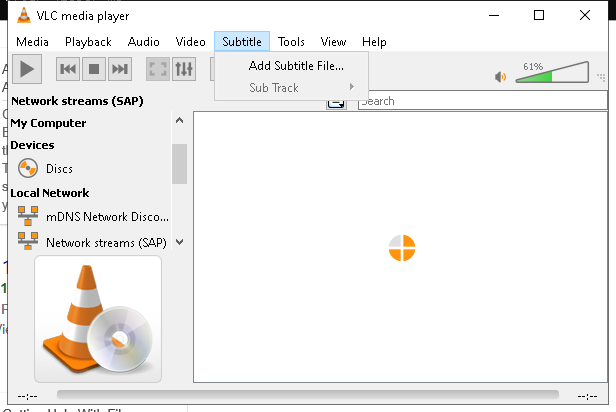 VLC media player
Media Playback Audio Video Subtitle Tools View Help
Add Subtitle File...
Sub Track
61%
Network streams (SAP)
Search
My Computer
Devices
Discs
Local Network
mDNS Network Disco...
Network streams (SAP)
--:-- --:--